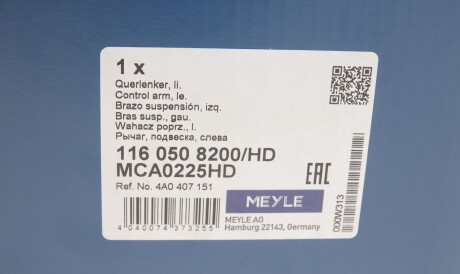 1 x
Querlenker, li.
Control arm, le.
Brazo suspensión, izq.
Bras susp., gau.
Wahacz poprz., l.
Рычаг, подвеска, слева
116 050 8200/HD
MCA0225HD
Ref. No. 4A0 407 151
EAC
MEYLE
MEYLE AG
Hamburg 22143, Germany
4 040074 373255
00W313